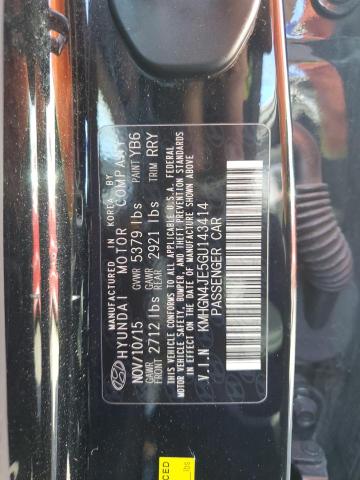 MANUFACTURED IN KOREA BY
HYUNDAI MOTOR COMPANY
NOV/10/15 GVWR 5379 lbs PAINT YB6
GAWR FRONT 2712 lbs GAWR REAR 2921 lbs TRIM RRY
THIS VEHICLE CONFORMS TO ALL APPLICABLE U.S.A. FEDERAL
MOTOR VEHICLE SAFETY, BUMPER, AND THEFT PREVENTION STANDARDS
IN EFFECT ON THE DATE OF MANUFACTURE SHOWN ABOVE.
V.I.N KMHGN4JE5GU143414
PASSENGER CAR
CED
lbs